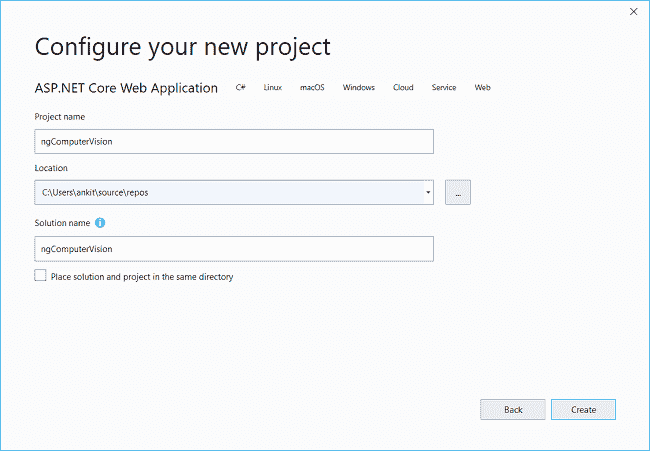 Configure your new project
ASP.NET Core Web Application C# Linux macOS Windows Cloud Service Web
Project name
ngComputerVision
Location
C:\Users\ankit\source\repos
...
Solution name
ngComputerVision
Place solution and project in the same directory
Back Create